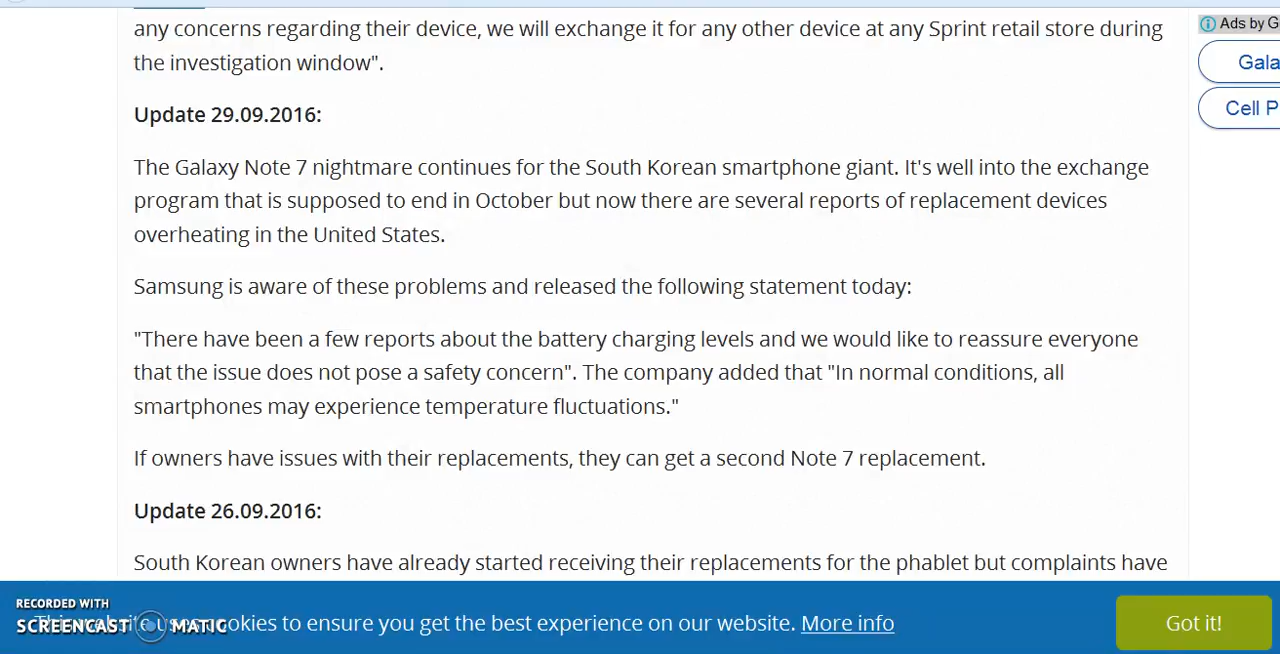 any concerns regarding their device, we will exchange it for any other device at any Sprint retail store during
the investigation window".
Update 29.09.2016:
The Galaxy Note 7 nightmare continues for the South Korean smartphone giant. It's well into the exchange
program that is supposed to end in October but now there are several reports of replacement devices
overheating in the United States.
Samsung is aware of these problems and released the following statement today:
"There have been a few reports about the battery charging levels and we would like to reassure everyone
that the issue does not pose a safety concern". The company added that "In normal conditions, all
smartphones may experience temperature fluctuations."
If owners have issues with their replacements, they can get a second Note 7 replacement.
Update 26.09.2016:
South Korean owners have already started receiving their replacements for the phablet but complaints have
Ads by G
Gala
Cell P
RECORDED WITH
SCREENCAST MATIC
This website uses cookies to ensure you get the best experience on our website. More info
Got it!